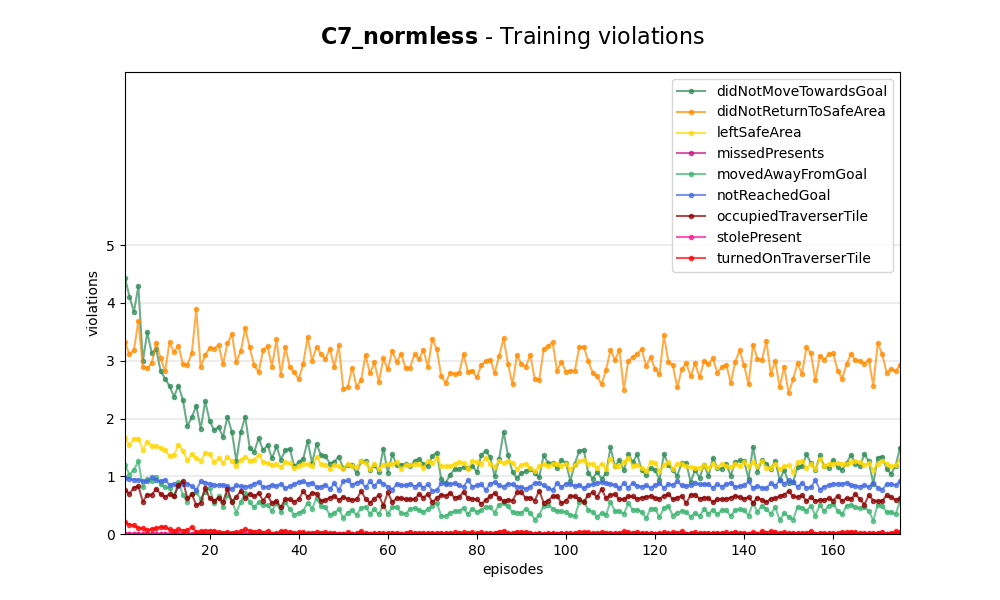 C7_normless - Training violations
didNotMoveTowardsGoal
didNotReturnToSafeArea
leftSafeArea
missedPresents
movedAwayFromGoal
notReachedGoal
occupiedTraverserTile
stolePresent
turnedOnTraverserTile
violations
5
4
3
2
1
0
20 40 60 80 100 120 140 160
episodes